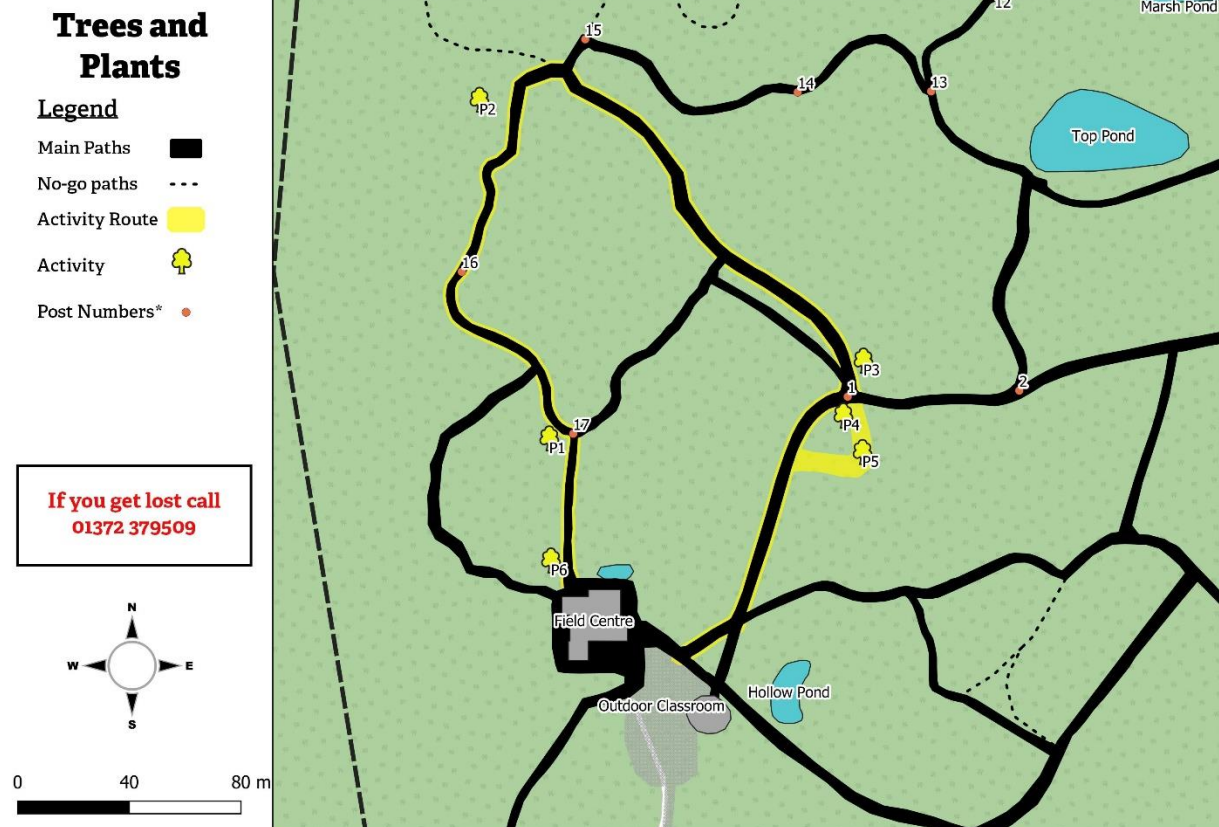 Trees and
Plants
Legend
Main Paths
No-go paths
Activity Route
Activity
Post Numbers*
If you get lost call
01372 379509
N
W
E
S
0
40
80 m
12
Marsh Pond
15
14
13
P2
Top Pond
16
P3
1
2
P4
17
P1
P5
P6
Field Centre
Hollow Pond
Outdoor Classroom